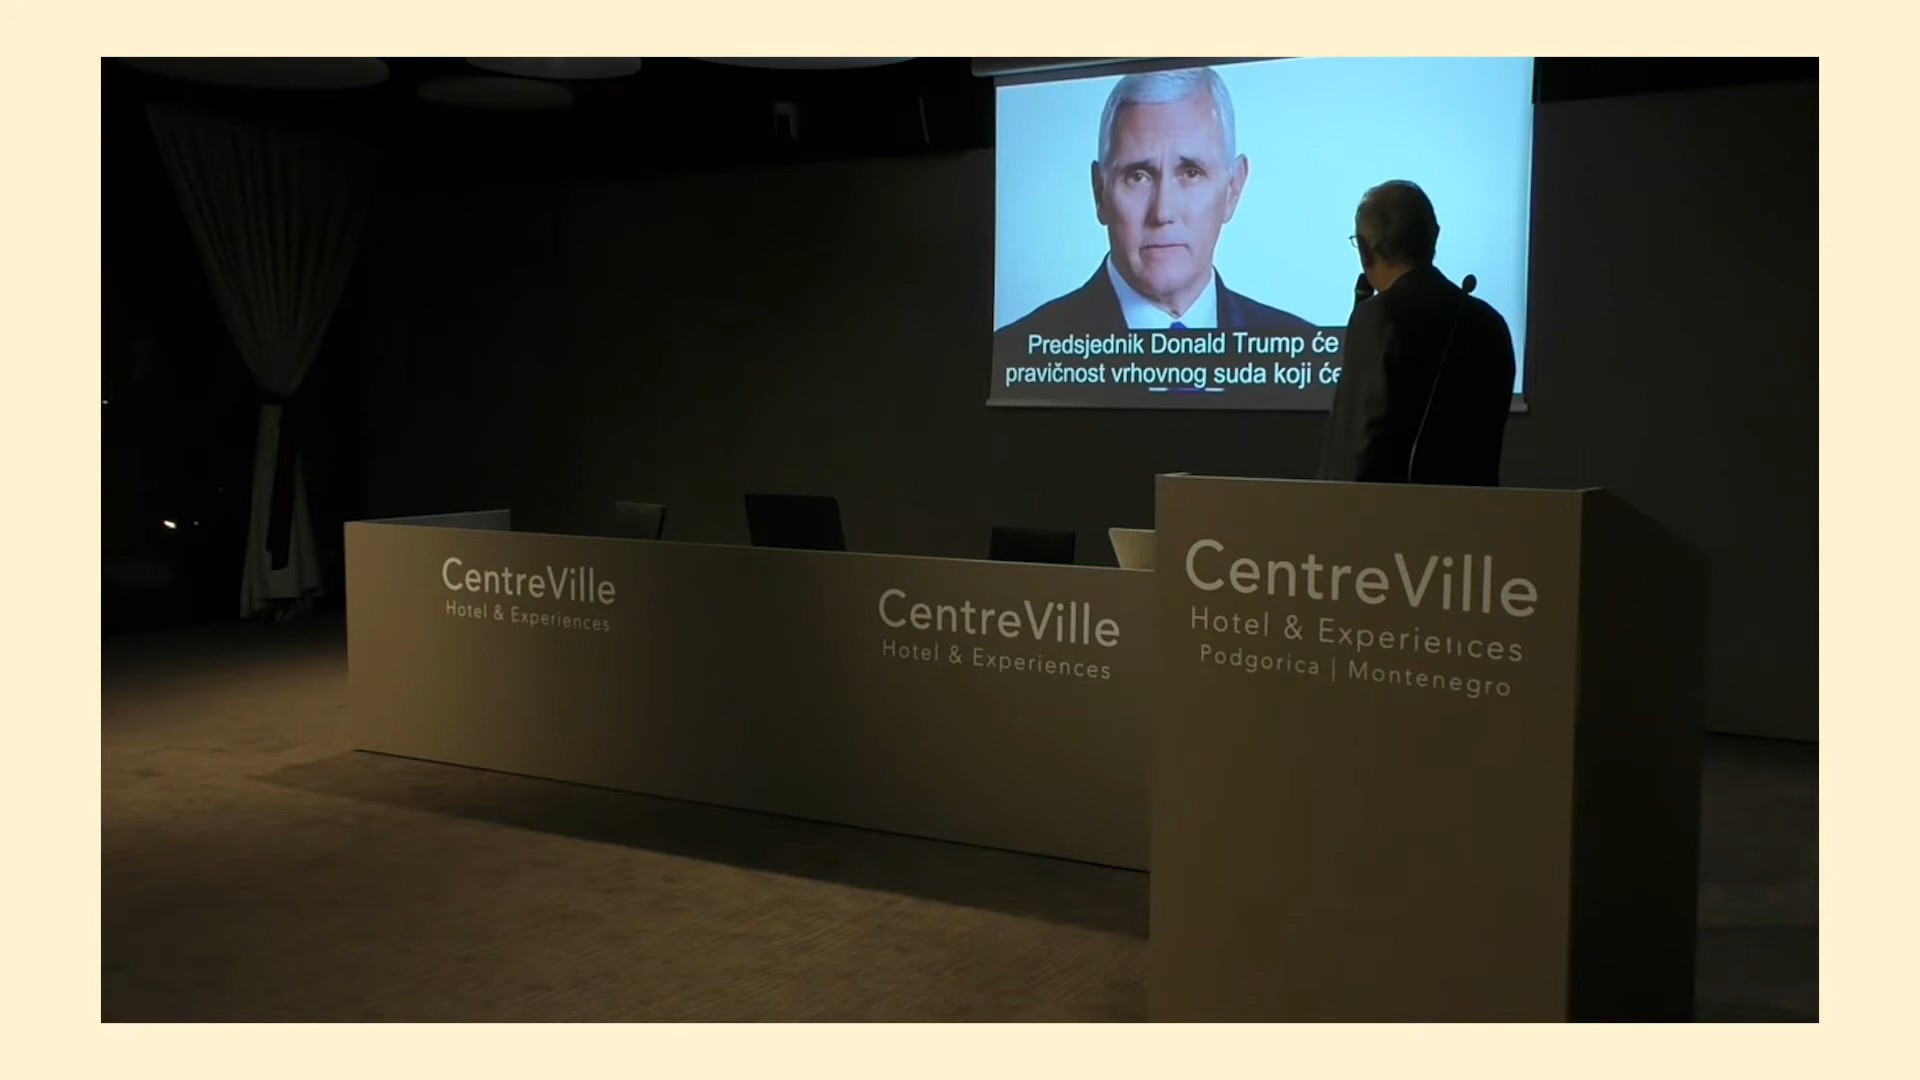 Predsjednik Donald Trump će
pravičnost vrhovnog suda koji će
CentreVille
Hotel & Experiences
CentreVille
Hotel & Experiences
CentreVille
Hotel & Experiences
Podgorica | Montenegro